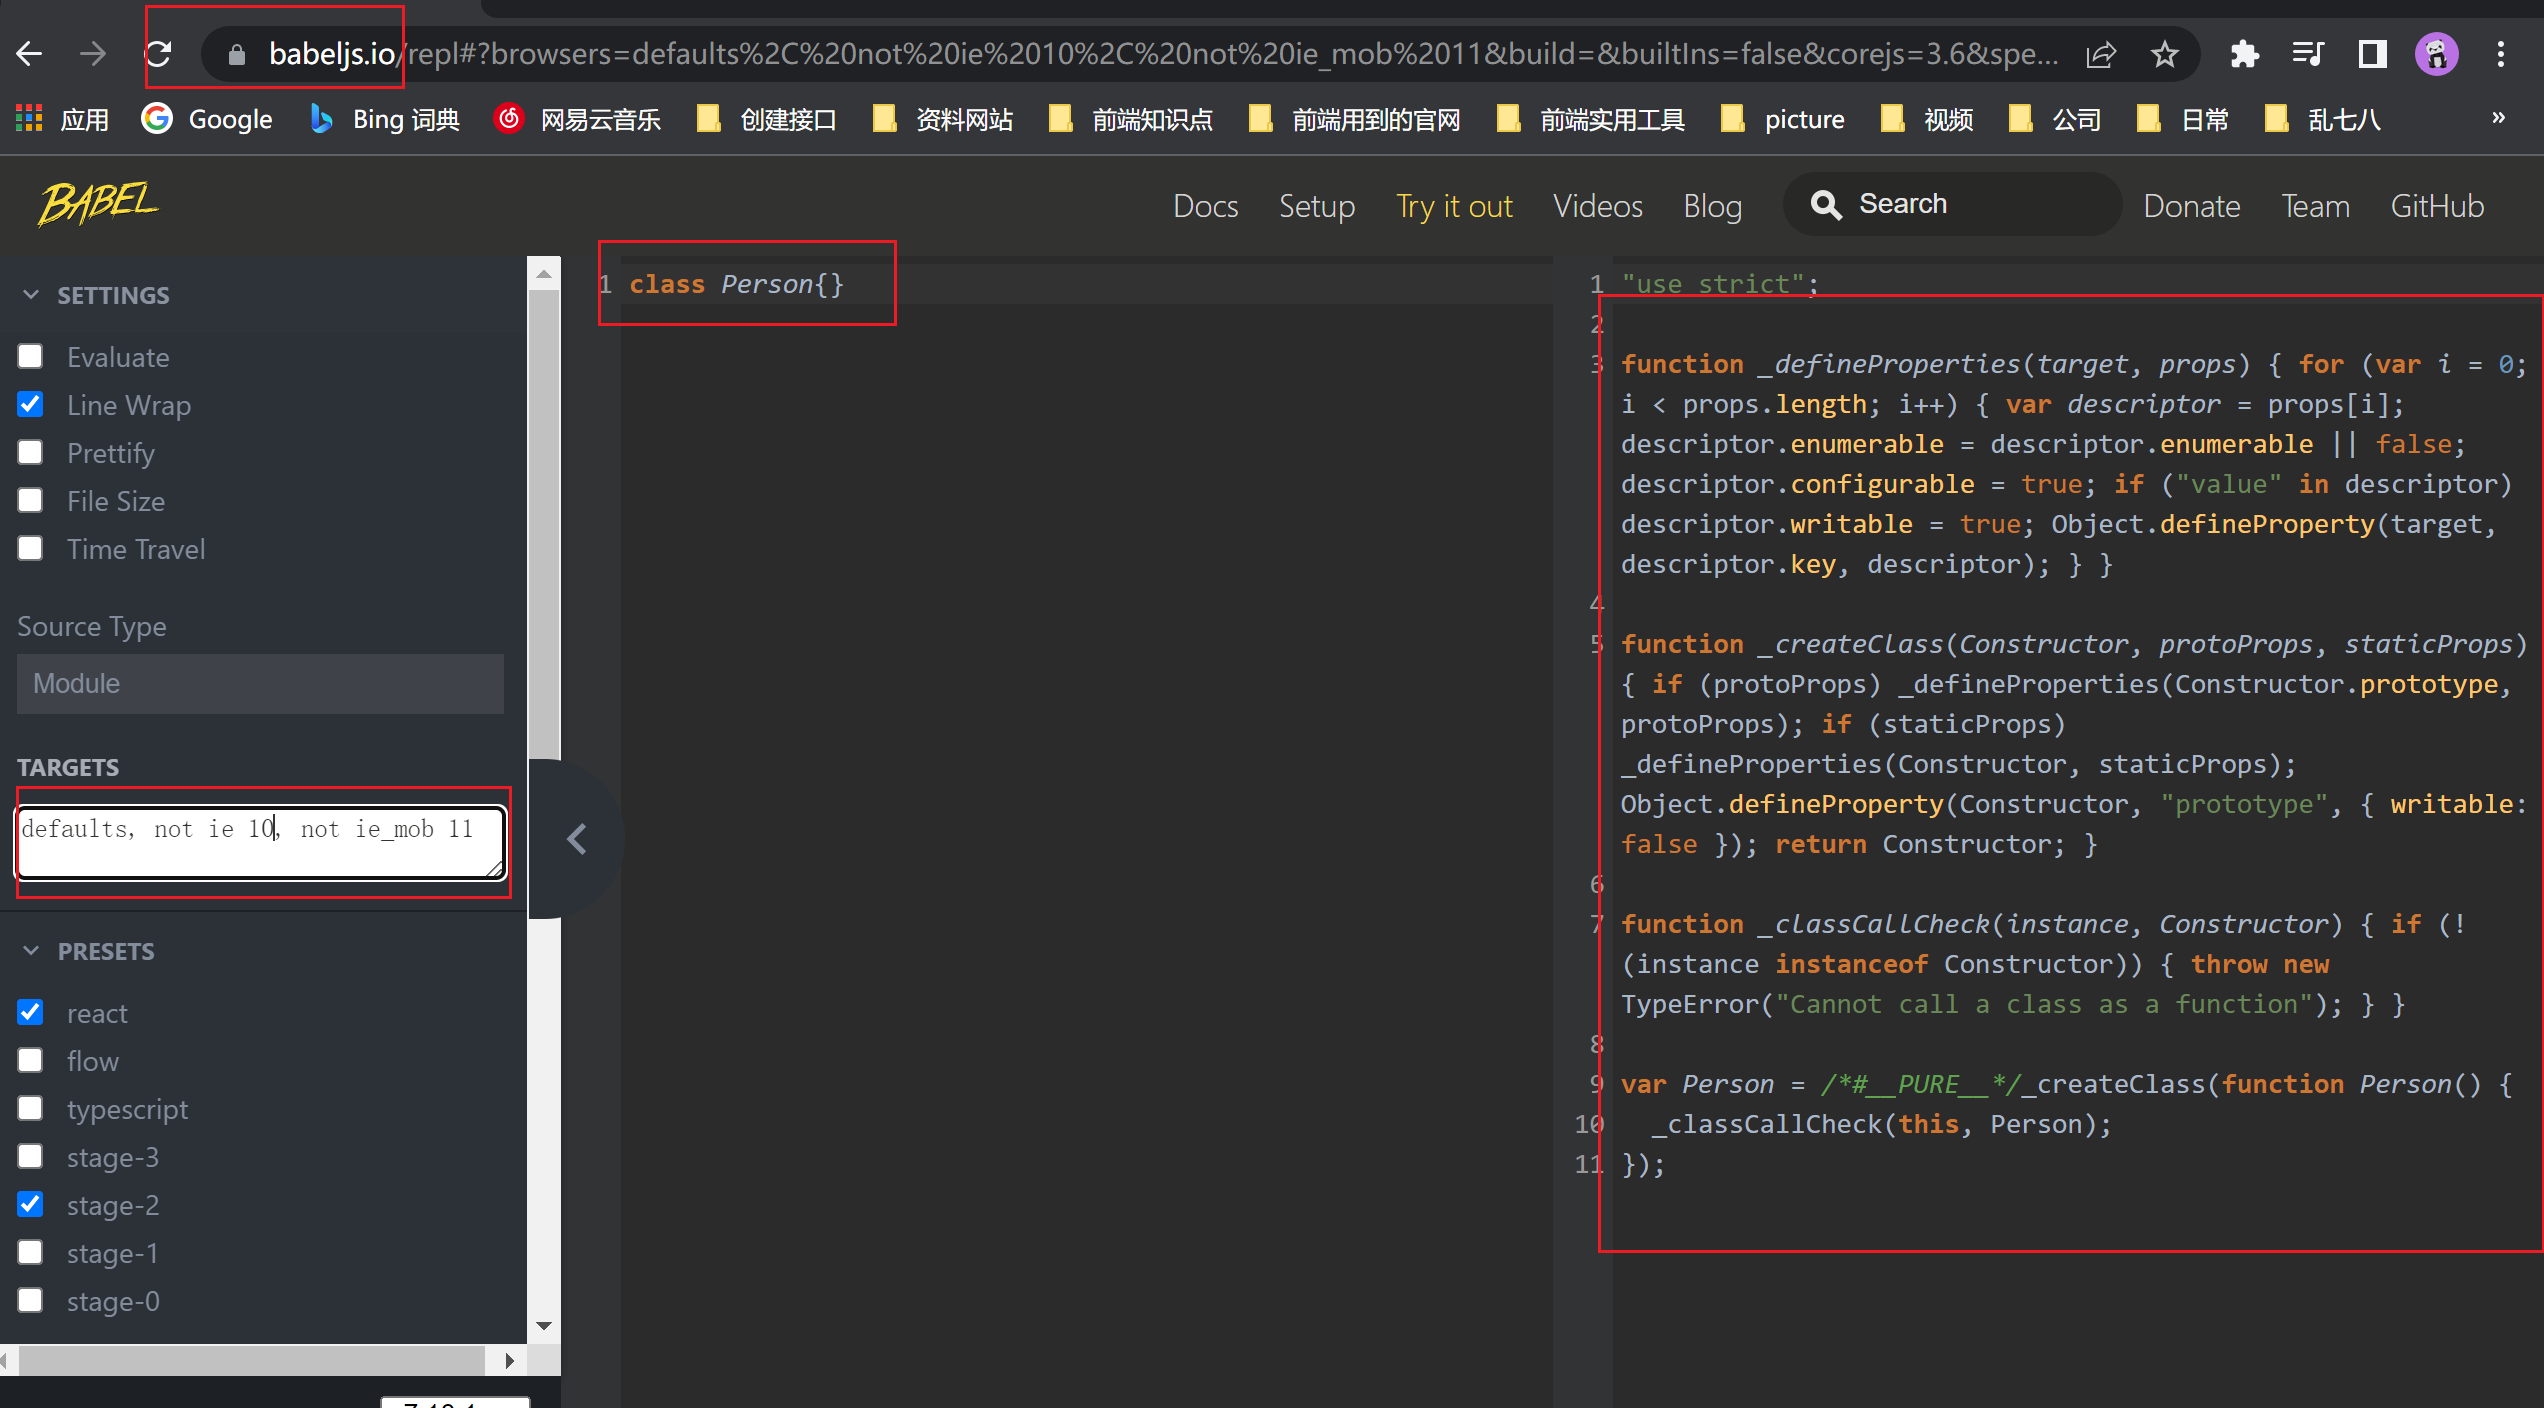 babeljs.io/repl#?browsers=defaults%2C%20not%20ie%2010%2C%20not%20ie_mob%2011&build=&builtIns=false&corejs=3.6&spe...
应用 Google Bing 词典 网易云音乐 创建接口 资料网站 前端知识点 前端用到的官网 前端实用工具 picture 视频 公司 日常 乱七八 »
BABEL Docs Setup Try it out Videos Blog Search Donate Team GitHub
SETTINGS
Evaluate
Line Wrap
Prettify
File Size
Time Travel
Source Type
Module
TARGETS
defaults, not ie 10, not ie_mob 11
PRESETS
react
flow
typescript
stage-3
stage-2
stage-1
stage-0
1 class Person{}
1 "use strict";
2
3 function _defineProperties(target, props) { for (var i = 0;
i < props.length; i++) { var descriptor = props[i];
descriptor.enumerable = descriptor.enumerable || false;
descriptor.configurable = true; if ("value" in descriptor)
descriptor.writable = true; Object.defineProperty(target,
descriptor.key, descriptor); } }
4
5 function _createClass(Constructor, protoProps, staticProps)
{ if (protoProps) _defineProperties(Constructor.prototype,
protoProps); if (staticProps)
_defineProperties(Constructor, staticProps);
Object.defineProperty(Constructor, "prototype", { writable:
false }); return Constructor; }
6
7 function _classCallCheck(instance, Constructor) { if (!
(instance instanceof Constructor)) { throw new
TypeError("Cannot call a class as a function"); } }
8
9 var Person = /*#__PURE__*/_createClass(function Person() {
10 _classCallCheck(this, Person);
11 });